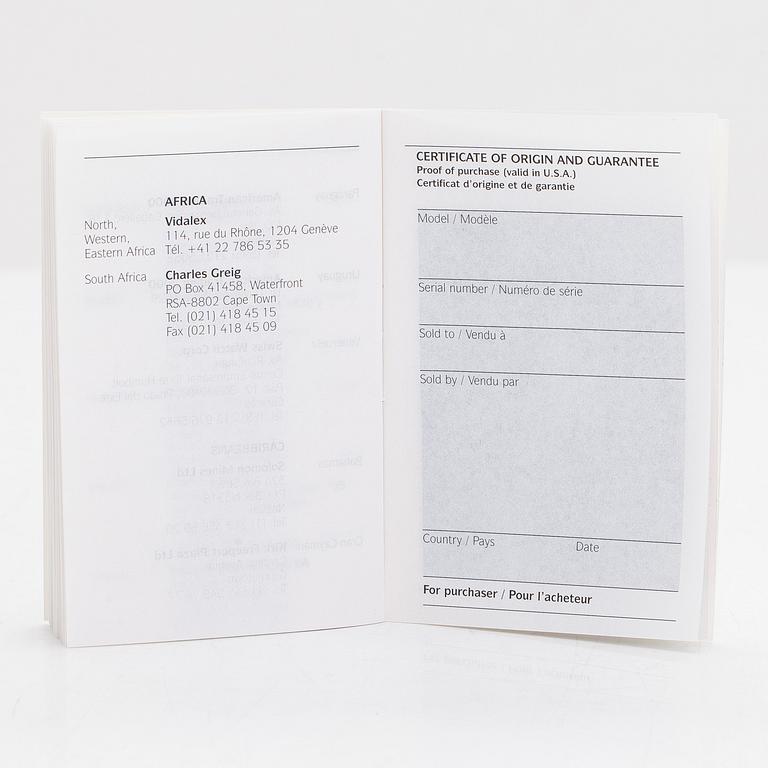 AFRICA
North, Vidalex
Western, 114, rue du Rhône, 1204 Genève
Eastern Africa Tél. +41 22 786 53 35
South Africa Charles Greig
PO Box 41458, Waterfront
RSA-8802 Cape Town
Tel. (021) 418 45 15
Fax (021) 418 45 09
CERTIFICATE OF ORIGIN AND GUARANTEE
Proof of purchase (valid in U.S.A.)
Certificat d'origine et de garantie
Model / Modèle
Serial number / Numéro de série
Sold to / Vendu à
Sold by / Vendu par
Country / Pays Date
For purchaser / Pour l'acheteur